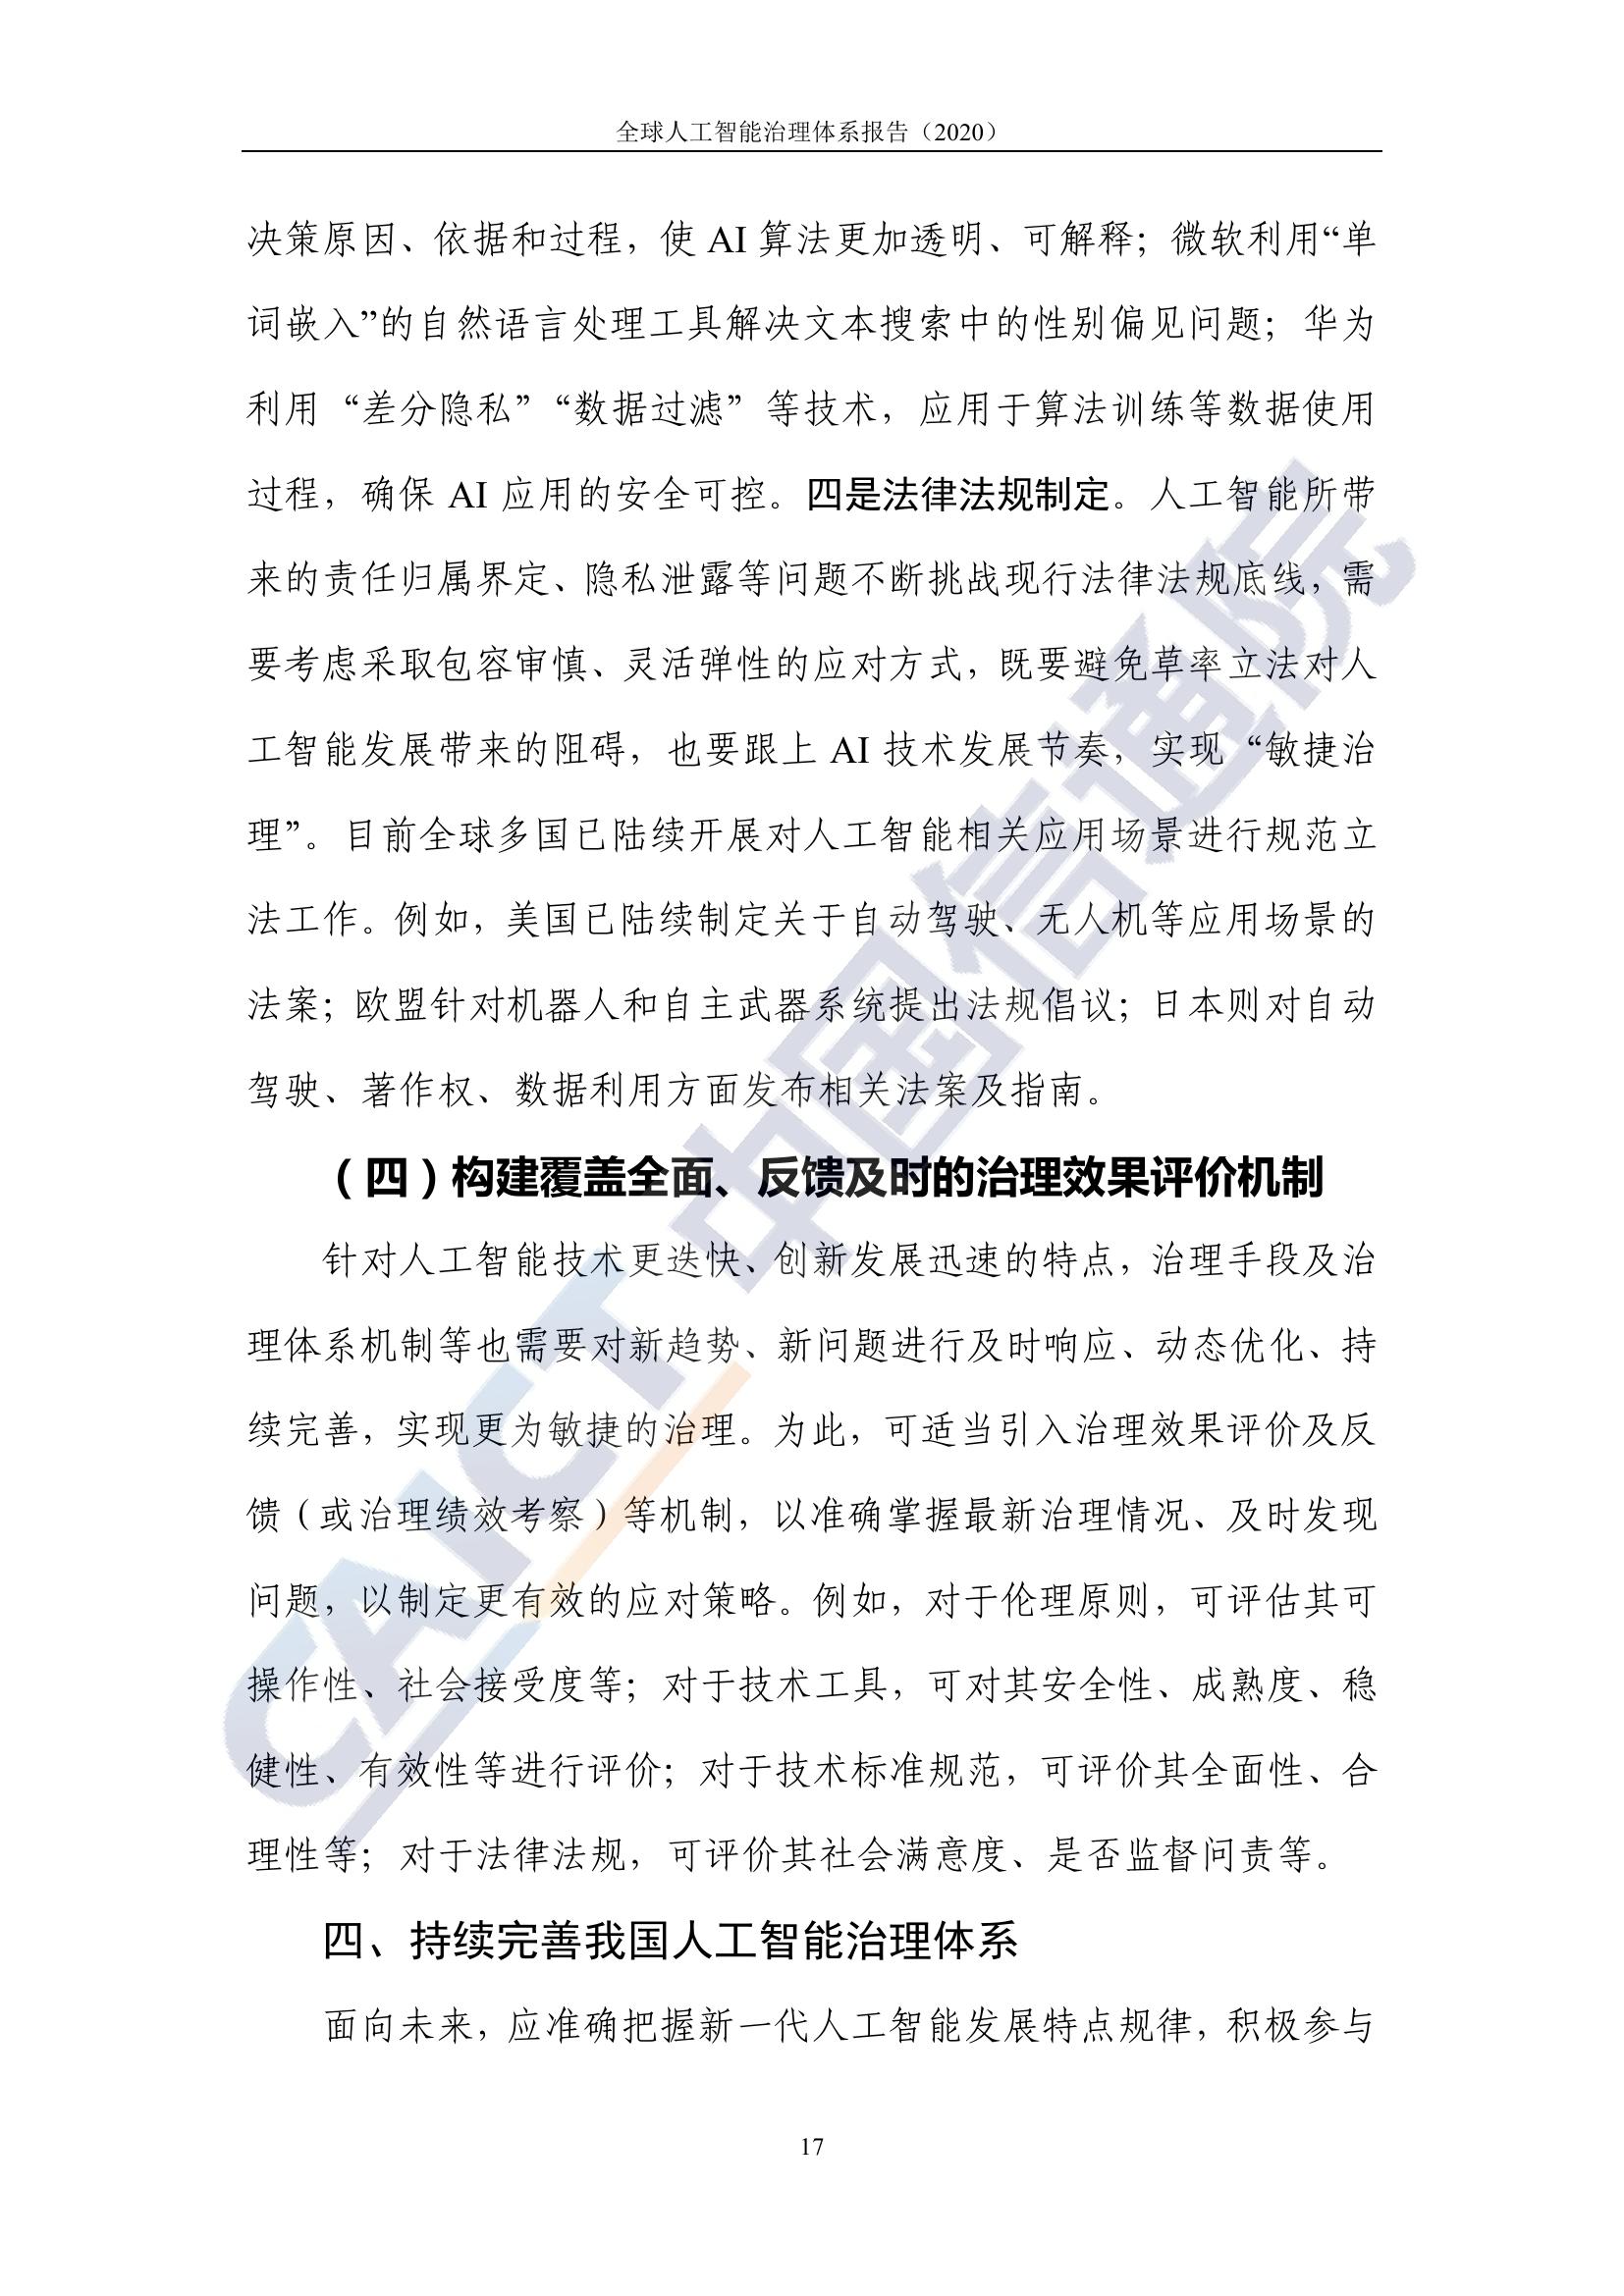 全球人工智能治理体系报告（2020）
决策原因、依据和过程，使 AI 算法更加透明、可解释；微软利用“单
词嵌入”的自然语言处理工具解决文本搜索中的性别偏见问题；华为
利用“差分隐私”“数据过滤”等技术，应用于算法训练等数据使用
过程，确保 AI 应用的安全可控。四是法律法规制定。人工智能所带
来的责任归属界定、隐私泄露等问题不断挑战现行法律法规底线，需
要考虑采取包容审慎、灵活弹性的应对方式，既要避免草率立法对人
工智能发展带来的阻碍，也要跟上 AI 技术发展节奏，实现“敏捷治
理”。目前全球多国已陆续开展对人工智能相关应用场景进行规范立
法工作。例如，美国已陆续制定关于自动驾驶、无人机等应用场景的
法案；欧盟针对机器人和自主武器系统提出法规倡议；日本则对自动
驾驶、著作权、数据利用方面发布相关法案及指南。
（四）构建覆盖全面、反馈及时的治理效果评价机制
针对人工智能技术更迭快、创新发展迅速的特点，治理手段及治
理体系机制等也需要对新趋势、新问题进行及时响应、动态优化、持
续完善，实现更为敏捷的治理。为此，可适当引入治理效果评价及反
馈（或治理绩效考察）等机制，以准确掌握最新治理情况、及时发现
问题，以制定更有效的应对策略。例如，对于伦理原则，可评估其可
操作性、社会接受度等；对于技术工具，可对其安全性、成熟度、稳
健性、有效性等进行评价；对于技术标准规范，可评价其全面性、合
理性等；对于法律法规，可评价其社会满意度、是否监督问责等。
四、持续完善我国人工智能治理体系
面向未来，应准确把握新一代人工智能发展特点规律，积极参与
17
CAICT 中国信通院